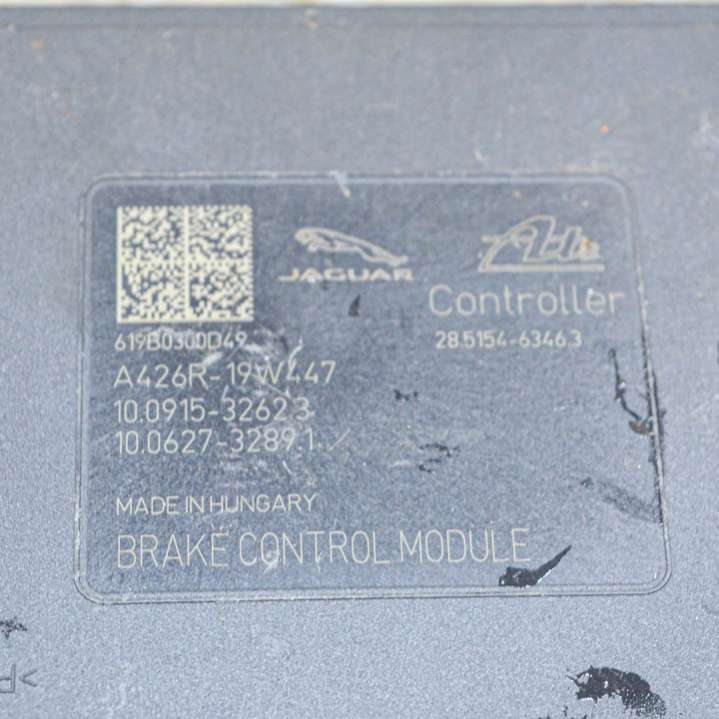 JAGUAR
Ate
Controller
619B0300D49
28.5154-6346.3
A426R-19W447
10.0915-3262.3
10.0627-3289.1
MADE IN HUNGARY
BRAKE CONTROL MODULE
>P